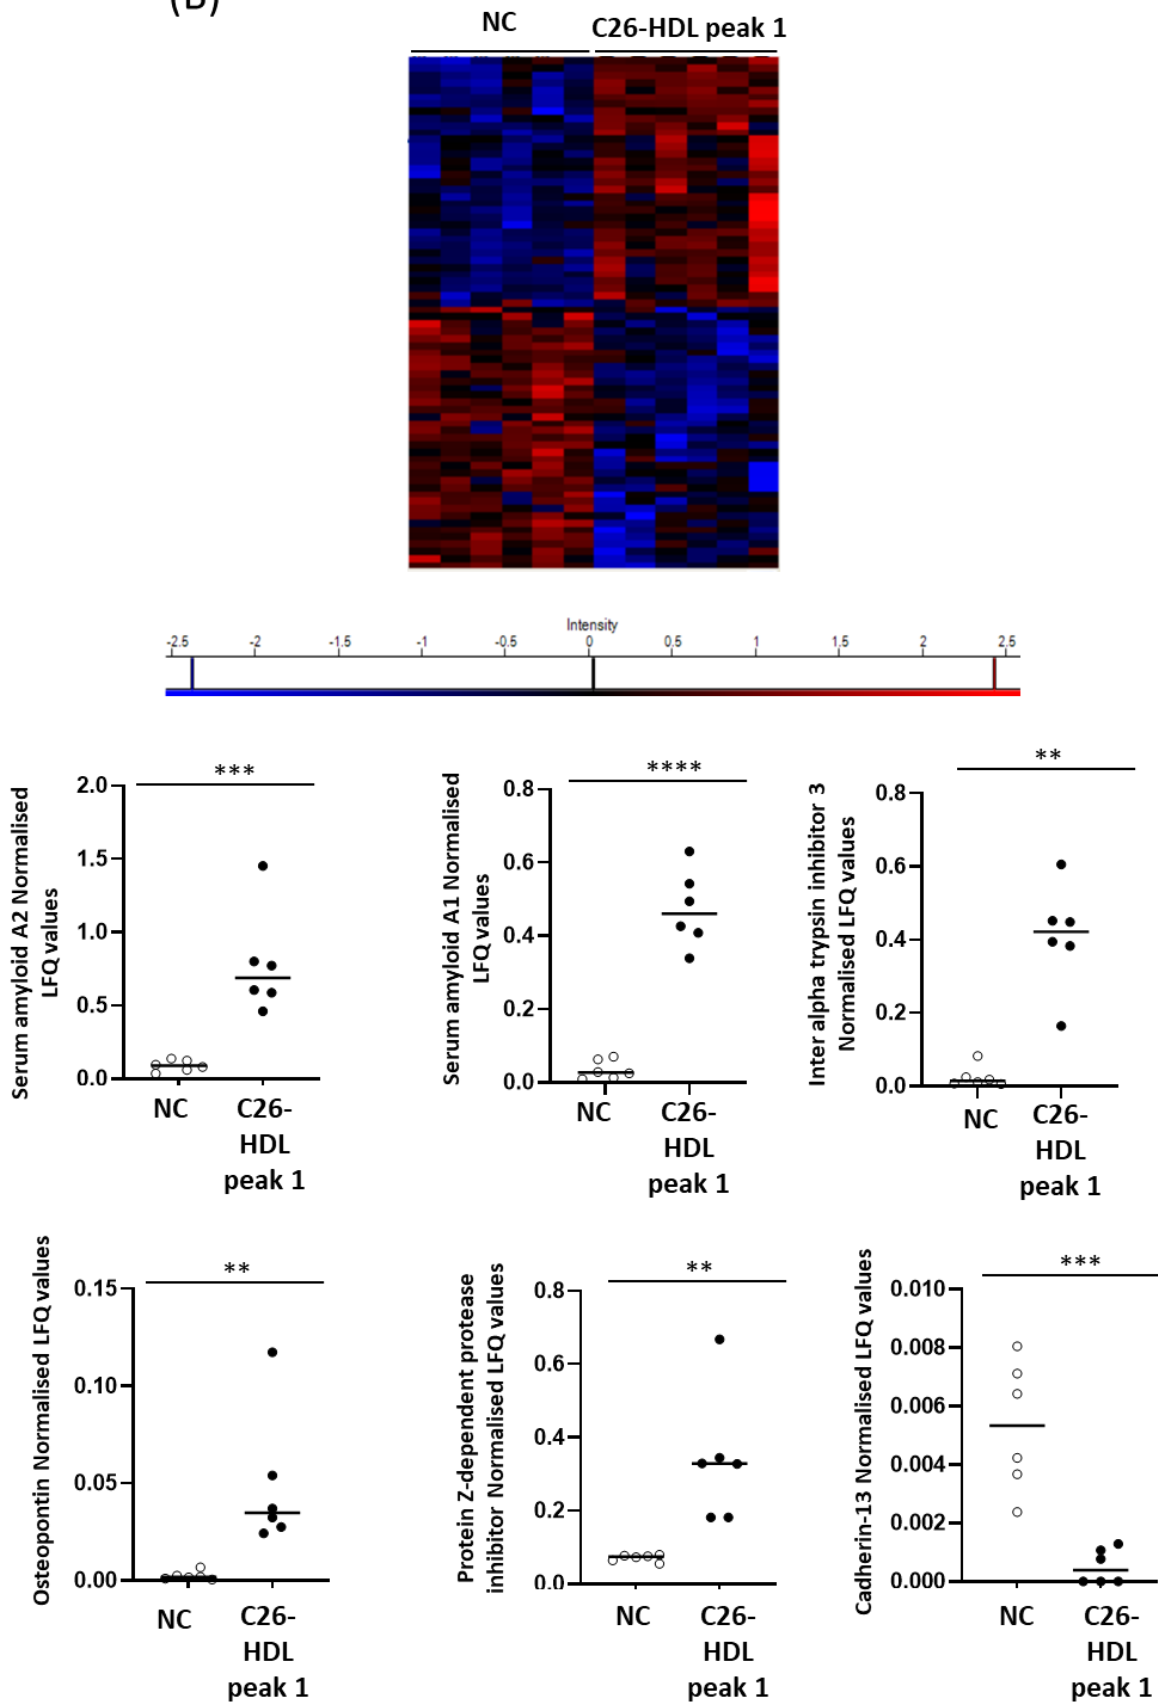 (B)
NC
C26-HDL peak 1
Intensity
-2.5 -2 -1.5 -1 -0.5 0 0.5 1 1.5 2 2.5
Serum amyloid A2 Normalised
LFQ values
2.0
1.5
1.0
0.5
0.0
***
NC
C26-
HDL
peak 1
Serum amyloid A1 Normalised
LFQ values
0.8
0.6
0.4
0.2
0.0
****
NC
C26-
HDL
peak 1
Inter alpha trypsin inhibitor 3
Normalised LFQ values
0.8
0.6
0.4
0.2
0.0
**
NC
C26-
HDL
peak 1
Osteopontin Normalised LFQ values
0.15
0.10
0.05
0.00
**
NC
C26-
HDL
peak 1
Protein Z-dependent protease
inhibitor Normalised LFQ values
0.8
0.6
0.4
0.2
0.0
**
NC
C26-
HDL
peak 1
Cadherin-13 Normalised LFQ values
0.010
0.008
0.006
0.004
0.002
0.000
***
NC
C26-
HDL
peak 1